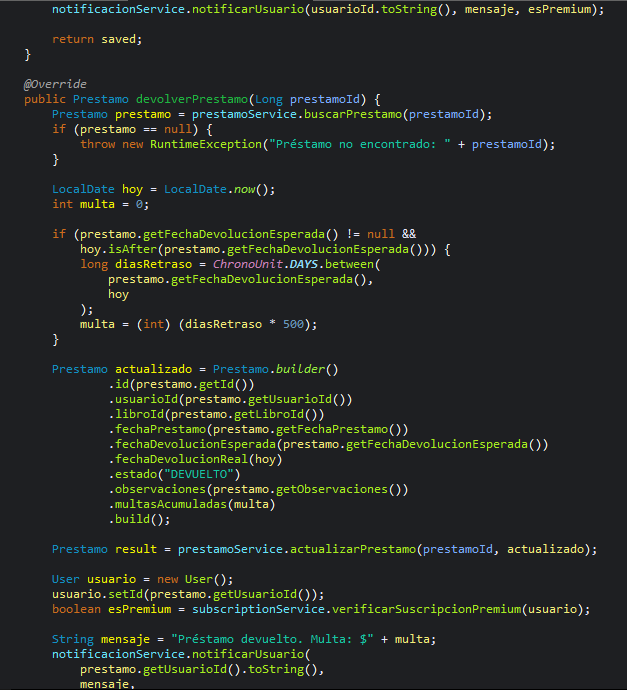 notificacionService.notificarUsuario(usuarioId.toString(), mensaje, esPremium);
return saved;
}
@Override
public Prestamo devolverPrestamo(Long prestamoId) {
Prestamo prestamo = prestamoService.buscarPrestamo(prestamoId);
if (prestamo == null) {
throw new RuntimeException("Préstamo no encontrado: " + prestamoId);
}
LocalDate hoy = LocalDate.now();
int multa = 0;
if (prestamo.getFechaDevolucionEsperada() != null &&
hoy.isAfter(prestamo.getFechaDevolucionEsperada())) {
long diasRetraso = ChronoUnit.DAYS.between(
prestamo.getFechaDevolucionEsperada(),
hoy
);
multa = (int) (diasRetraso * 500);
}
Prestamo actualizado = Prestamo.builder()
.id(prestamo.getId())
.usuarioId(prestamo.getUsuarioId())
.libroId(prestamo.getLibroId())
.fechaPrestamo(prestamo.getFechaPrestamo())
.fechaDevolucionEsperada(prestamo.getFechaDevolucionEsperada())
.fechaDevolucionReal(hoy)
.estado("DEVUELTO")
.observaciones(prestamo.getObservaciones())
.multasAcumuladas(multa)
.build();
Prestamo result = prestamoService.actualizarPrestamo(prestamoId, actualizado);
User usuario = new User();
usuario.setId(prestamo.getUsuarioId());
boolean esPremium = subscriptionService.verificarSuscripcionPremium(usuario);
String mensaje = "Préstamo devuelto. Multa: $" + multa;
notificacionService.notificarUsuario(
prestamo.getUsuarioId().toString(),
mensaje,